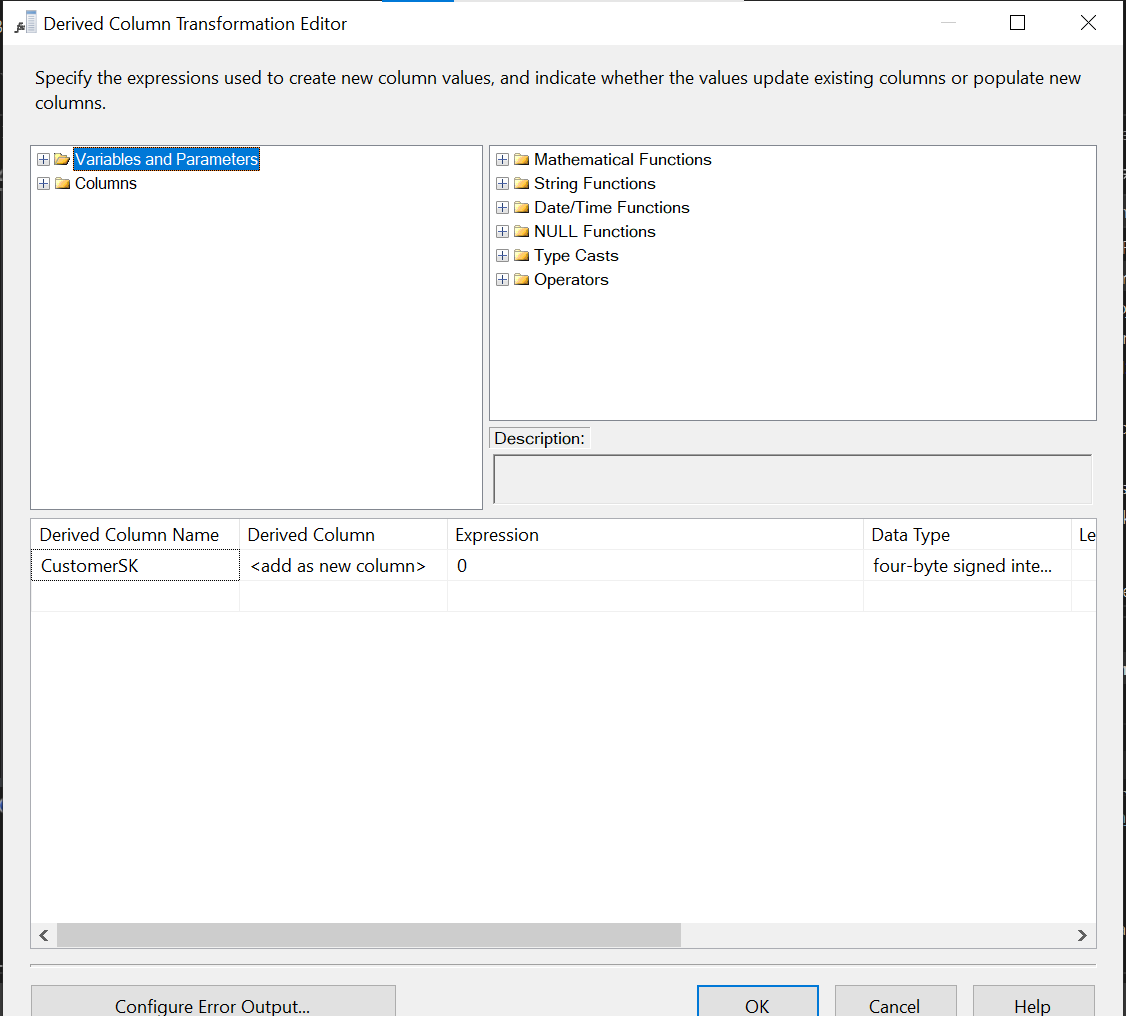 Derived Column Transformation Editor
Specify the expressions used to create new column values, and indicate whether the values update existing columns or populate new
columns.
Variables and Parameters
Columns
Mathematical Functions
String Functions
Date/Time Functions
NULL Functions
Type Casts
Operators
Description:
Derived Column Name Derived Column Expression Data Type Le
CustomerSK <add as new column> 0 four-byte signed inte...
Configure Error Output... OK Cancel Help